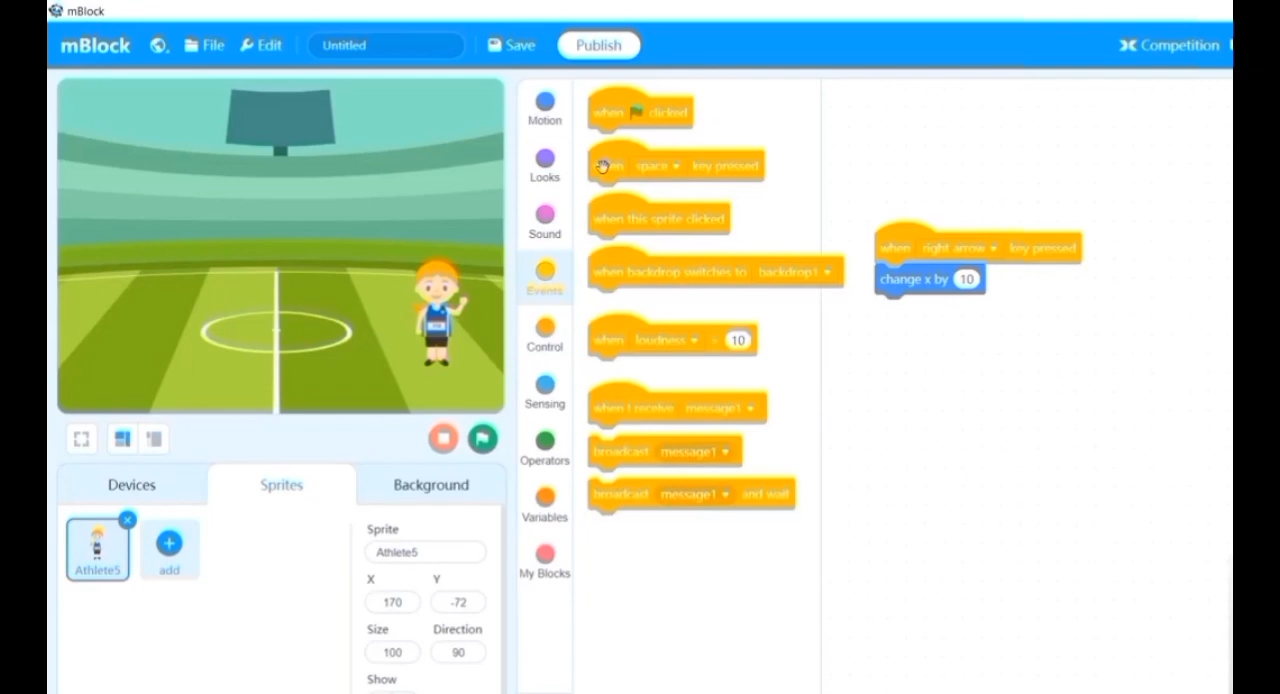 mBlock
mBlock File Edit Untitled Save Publish Competition
Motion
Looks
Sound
Events
Control
Sensing
Operators
Variables
My Blocks
when clicked
space key pressed
when this sprite clicked
when backdrop switches to backdrop1
when loudness > 10
when I receive message1
broadcast message1
broadcast message1 and wait
when right arrow key pressed
change x by 10
Devices Sprites Background
Athlete5
add
Sprite
Athlete5
X Y
170 -72
Size Direction
100 90
Show